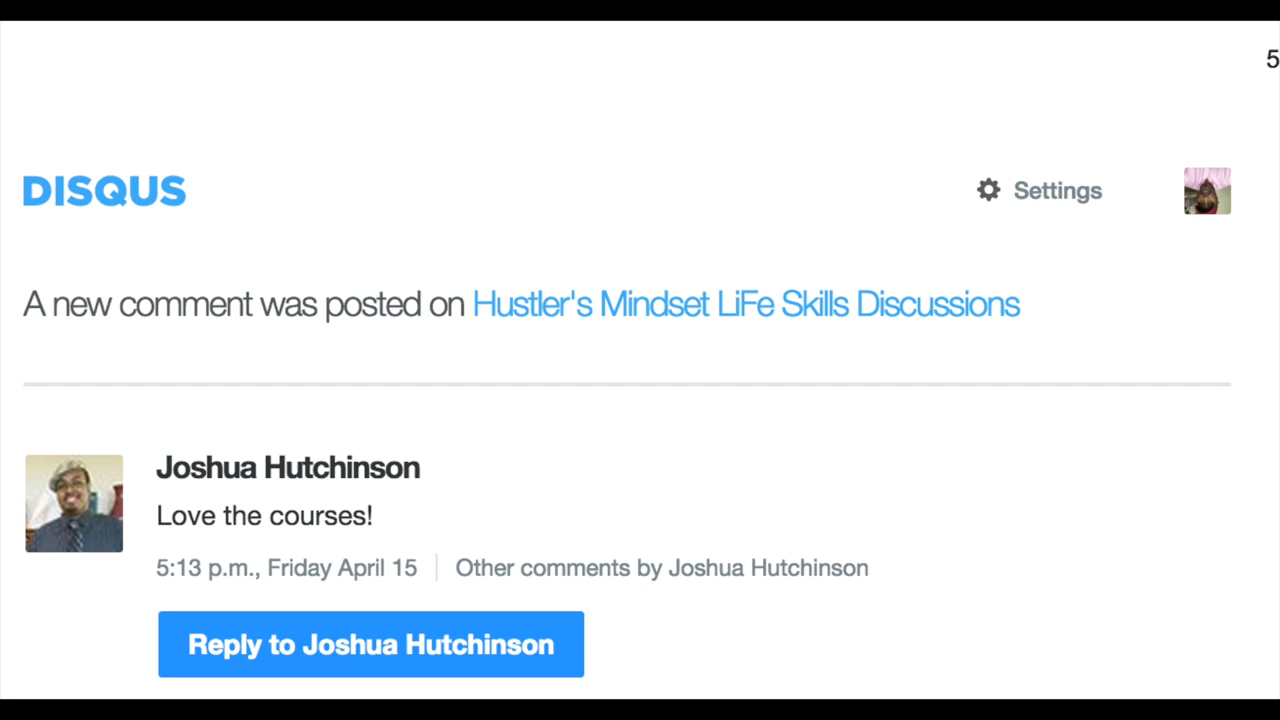 5
DISQUS
Settings
A new comment was posted on Hustler's Mindset LiFe Skills Discussions
Joshua Hutchinson
Love the courses!
5:13 p.m., Friday April 15
Other comments by Joshua Hutchinson
Reply to Joshua Hutchinson